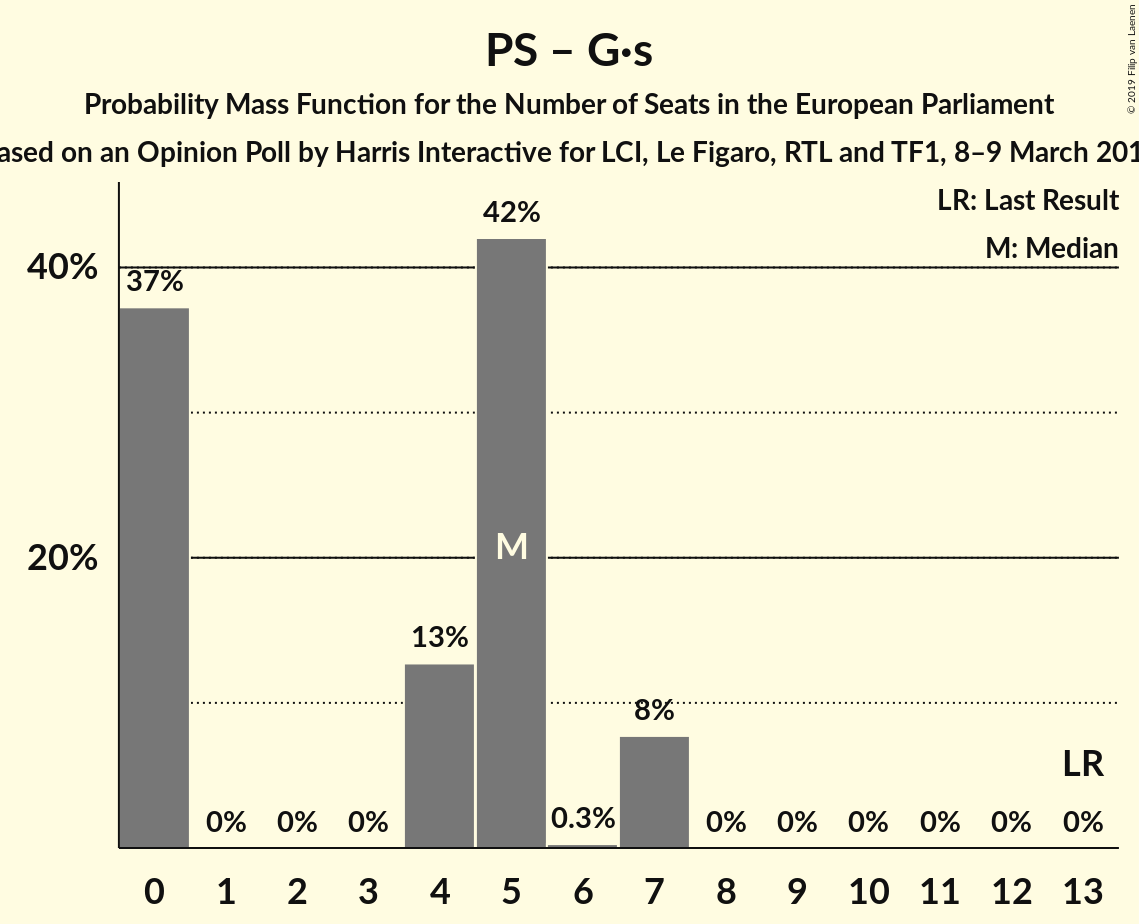 © 2019 Filip van Laenen
PS – G·s
Probability Mass Function for the Number of Seats in the European Parliament
ased on an Opinion Poll by Harris Interactive for LCI, Le Figaro, RTL and TF1, 8–9 March 201
LR: Last Result
M: Median
42%
40%
37%
20%
M
13%
8%
LR
0% 0% 0% 0.3% 0% 0% 0% 0% 0% 0%
0 1 2 3 4 5 6 7 8 9 10 11 12 13